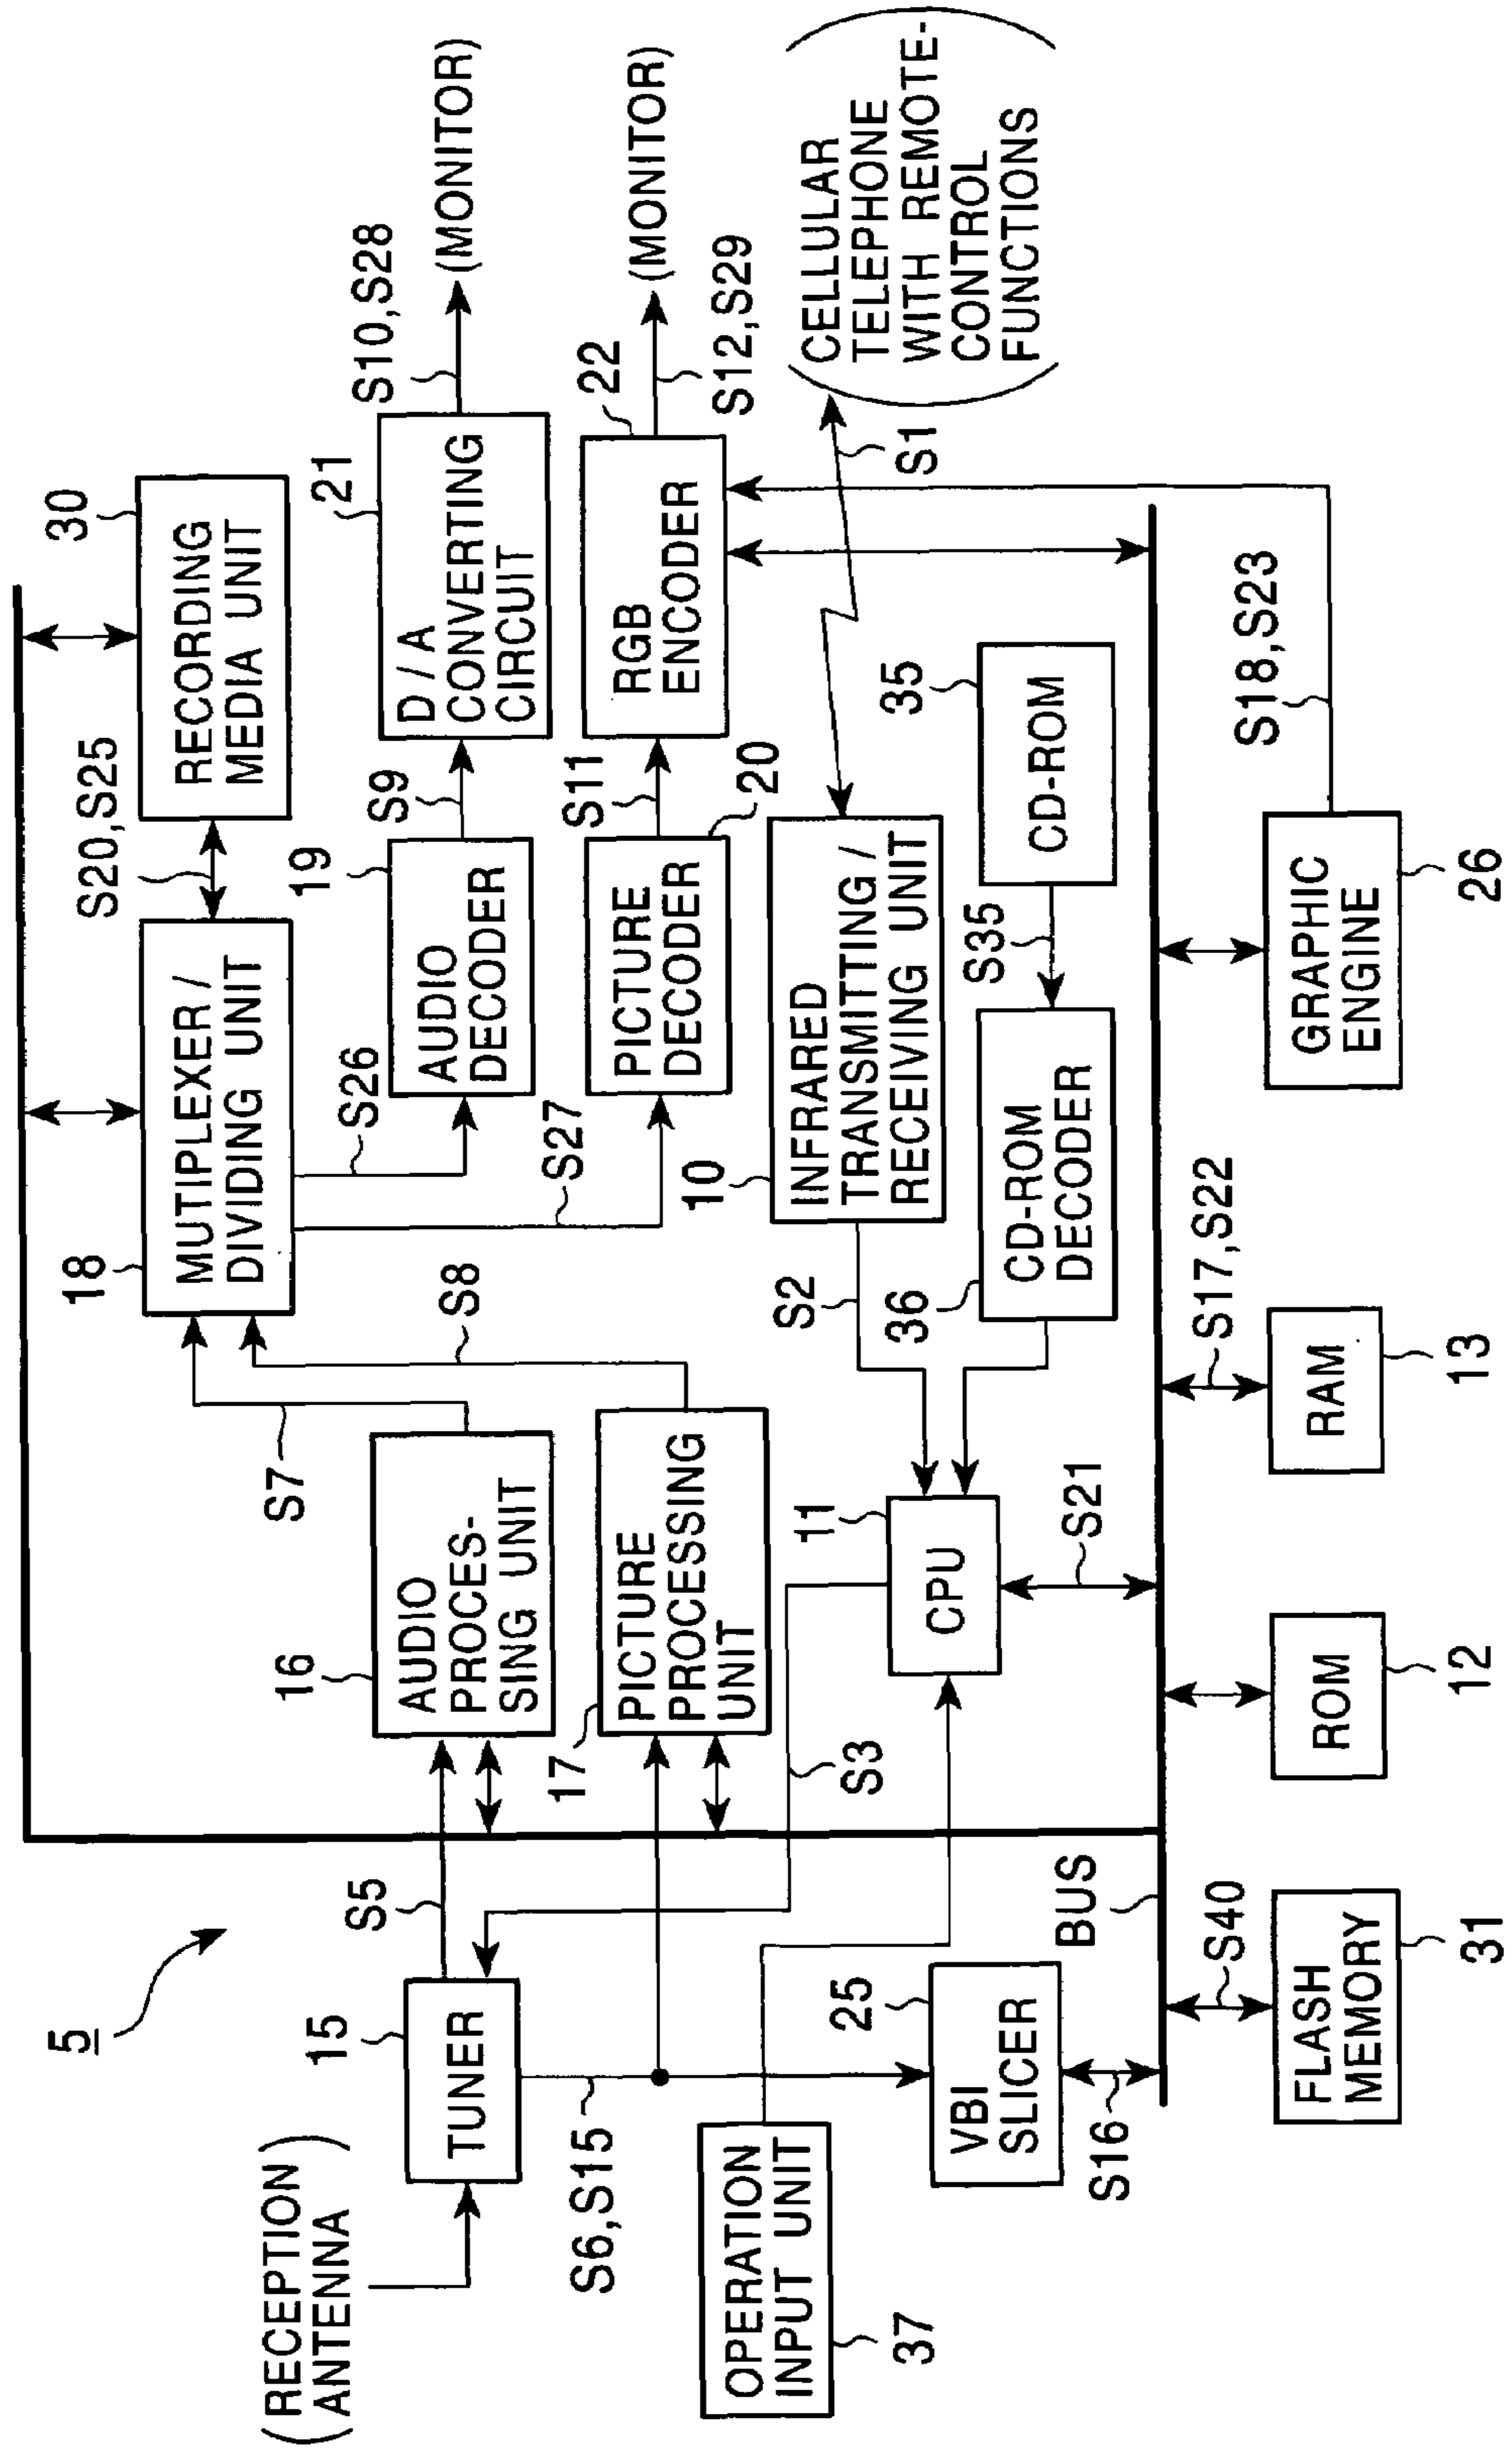 5
(RECEPTION
ANTENNA)
15
TUNER
S5
S6,S15
OPERATION
INPUT UNIT
37
25
VBI
SLICER
S16
BUS
S40
FLASH
MEMORY
31
16
AUDIO
PROCES-
SING UNIT
17
PICTURE
PROCESSING
UNIT
S3
S7
S8
11
CPU
S21
ROM
12
RAM
13
S17,S22
18
MUTIPLEXER/
DIVIDING UNIT
S26
S27
S20,S25
30
RECORDING
MEDIA UNIT
19
AUDIO
DECODER
S9
21
D/A
CONVERTING
CIRCUIT
S10,S28
(MONITOR)
PICTURE
DECODER
20
S11
22
RGB
ENCODER
S12,S29
(MONITOR)
10
INFRARED
TRANSMITTING/
RECEIVING UNIT
S2
S1
(CELLULAR
TELEPHONE
WITH REMOTE-
CONTROL
FUNCTIONS)
36
CD-ROM
DECODER
S35
35
CD-ROM
GRAPHIC
ENGINE
26
S18,S23